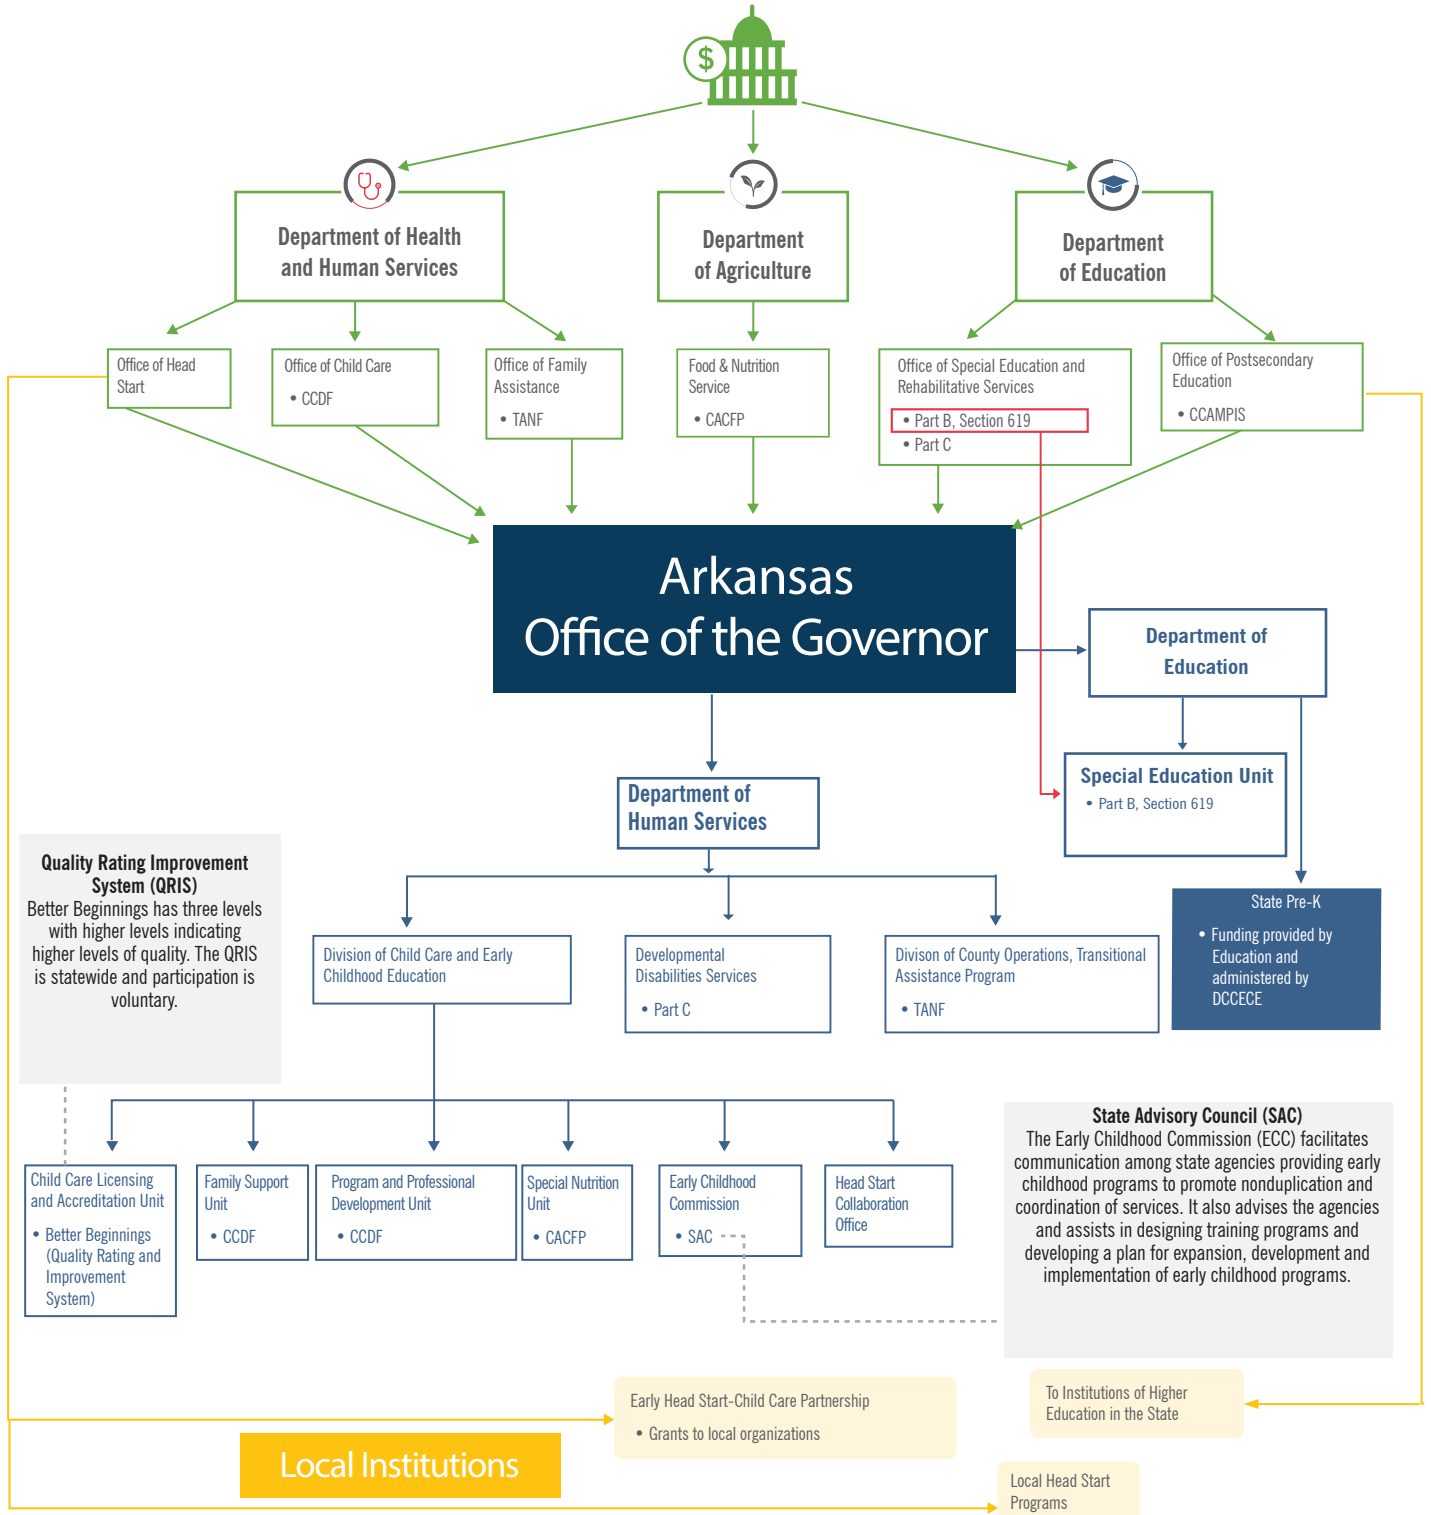 $
Department of Health
and Human Services
Department
of Agriculture
Department
of Education
Office of Head
Start
Office of Child Care
• CCDF
Office of Family
Assistance
• TANF
Food & Nutrition
Service
• CACFP
Office of Special Education and
Rehabilitative Services
• Part B, Section 619
• Part C
Office of Postsecondary
Education
• CCAMPIS
Arkansas
Office of the Governor
Department of
Education
Special Education Unit
• Part B, Section 619
Department of
Human Services
State Pre-K
• Funding provided by
Education and
administered by
DCCECE
Quality Rating Improvement
System (QRIS)
Better Beginnings has three levels
with higher levels indicating
higher levels of quality. The QRIS
is statewide and participation is
voluntary.
Division of Child Care and Early
Childhood Education
Developmental
Disabilities Services
• Part C
Divison of County Operations, Transitional
Assistance Program
• TANF
Child Care Licensing
and Accreditation Unit
• Better Beginnings
(Quality Rating and
Improvement
System)
Family Support
Unit
• CCDF
Program and Professional
Development Unit
• CCDF
Special Nutrition
Unit
• CACFP
Early Childhood
Commission
• SAC
Head Start
Collaboration
Office
State Advisory Council (SAC)
The Early Childhood Commission (ECC) facilitates
communication among state agencies providing early
childhood programs to promote nonduplication and
coordination of services. It also advises the agencies
and assists in designing training programs and
developing a plan for expansion, development and
implementation of early childhood programs.
Early Head Start-Child Care Partnership
• Grants to local organizations
To Institutions of Higher
Education in the State
Local Institutions
Local Head Start
Programs